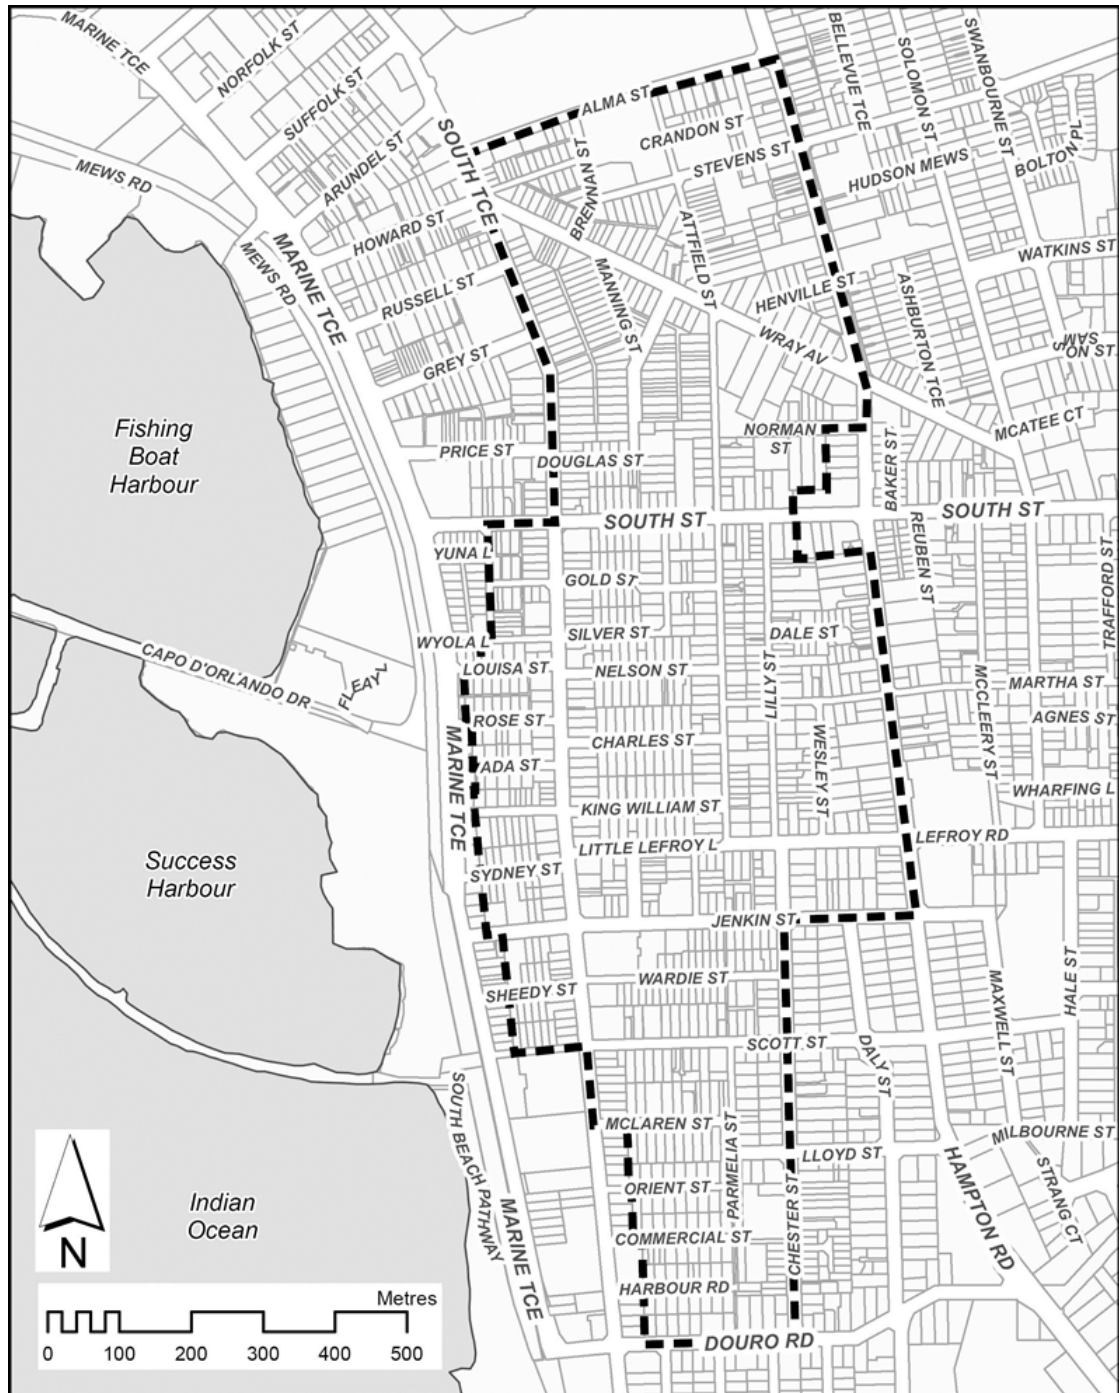 MARINE TCE
NORFOLK ST
SUFFOLK ST
ARUNDEL ST
MEWS RD
SOUTH TCE
ALMA ST
CRANDON ST
STEVENS ST
BRENNAN ST
BELLEVUE TCE
SOLOMON ST
SWANBOURNE ST
BOLTON PL
HUDSON MEWS
WATKINS ST
SOUTH TCE
HOWARD ST
MARINE TCE
MEWS RD
RUSSELL ST
GREY ST
MANNING ST
ATTFIELD ST
HENVILLE ST
WRAY AV
ASHBURTON TCE
SAM
SON ST
MCATEE CT
Fishing
Boat
Harbour
PRICE ST
DOUGLAS ST
NORMAN
ST
BAKER ST
SOUTH ST
SOUTH ST
REUBEN ST
TRAFFORD ST
YUNA L
GOLD ST
WYOLA L
SILVER ST
DALE ST
LOUISA ST
NELSON ST
LILLY ST
MCCLEERY ST
MARTHA ST
CAPO D'ORLANDO DR
FLEAY L
ROSE ST
CHARLES ST
WESLEY ST
AGNES ST
ADA ST
MARINE TCE
KING WILLIAM ST
WHARFING L
LITTLE LEFROY L
LEFROY RD
Success
Harbour
SYDNEY ST
JENKIN ST
WARDIE ST
SHEEDY ST
MAXWELL ST
HALE ST
SCOTT ST
DALY ST
SOUTH BEACH PATHWAY
MCLAREN ST
PARMELIA ST
LLOYD ST
MILBOURNE ST
HAMPTON RD
STRANG CT
ORIENT ST
CHESTER ST
COMMERCIAL ST
Indian
Ocean
MARINE TCE
HARBOUR RD
DOURO RD
N
Metres
0 100 200 300 400 500